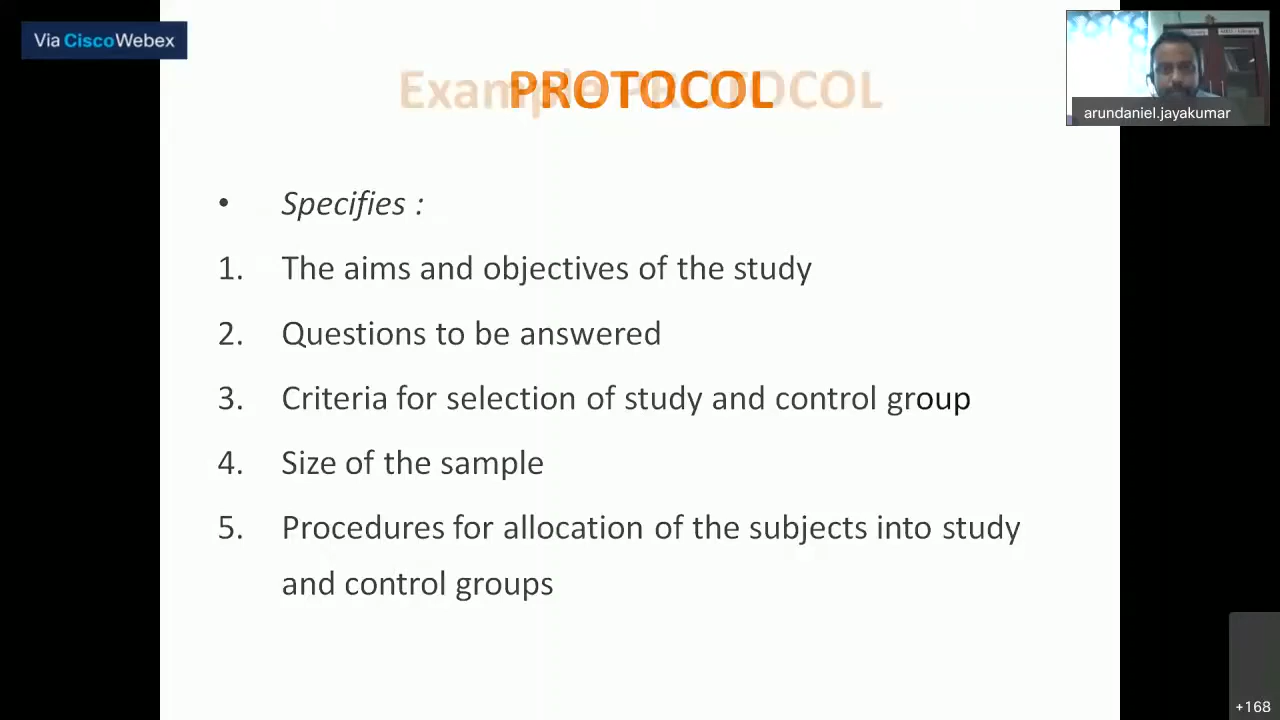 Via CiscoWebex
Example PROTOCOL
PROTOCOL
arundaniel.jayakumar
• Specifies :
1. The aims and objectives of the study
2. Questions to be answered
3. Criteria for selection of study and control group
4. Size of the sample
5. Procedures for allocation of the subjects into study
and control groups
+168